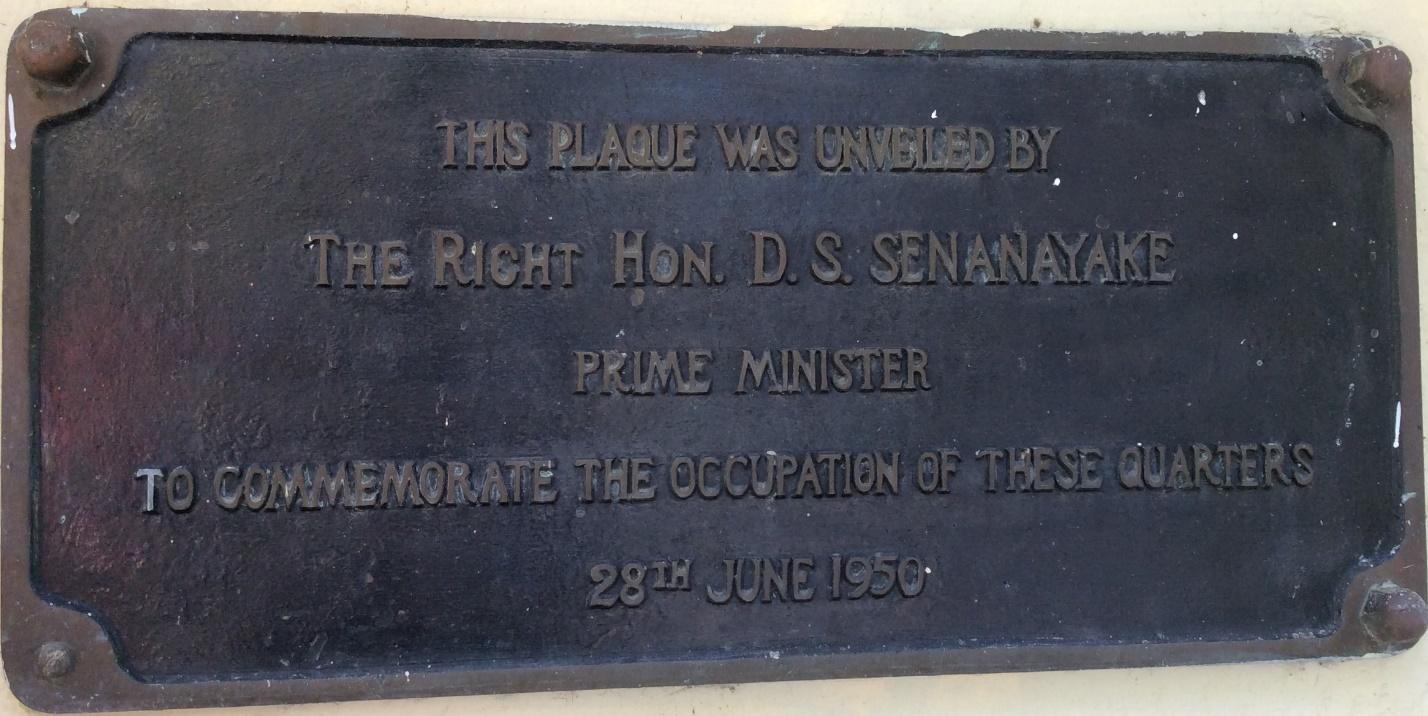 THIS PLAQUE WAS UNVEILED BY
THE RIGHT HON. D. S. SENANAYAKE
PRIME MINISTER
TO COMMEMORATE THE OCCUPATION OF THESE QUARTERS
28TH JUNE 1950